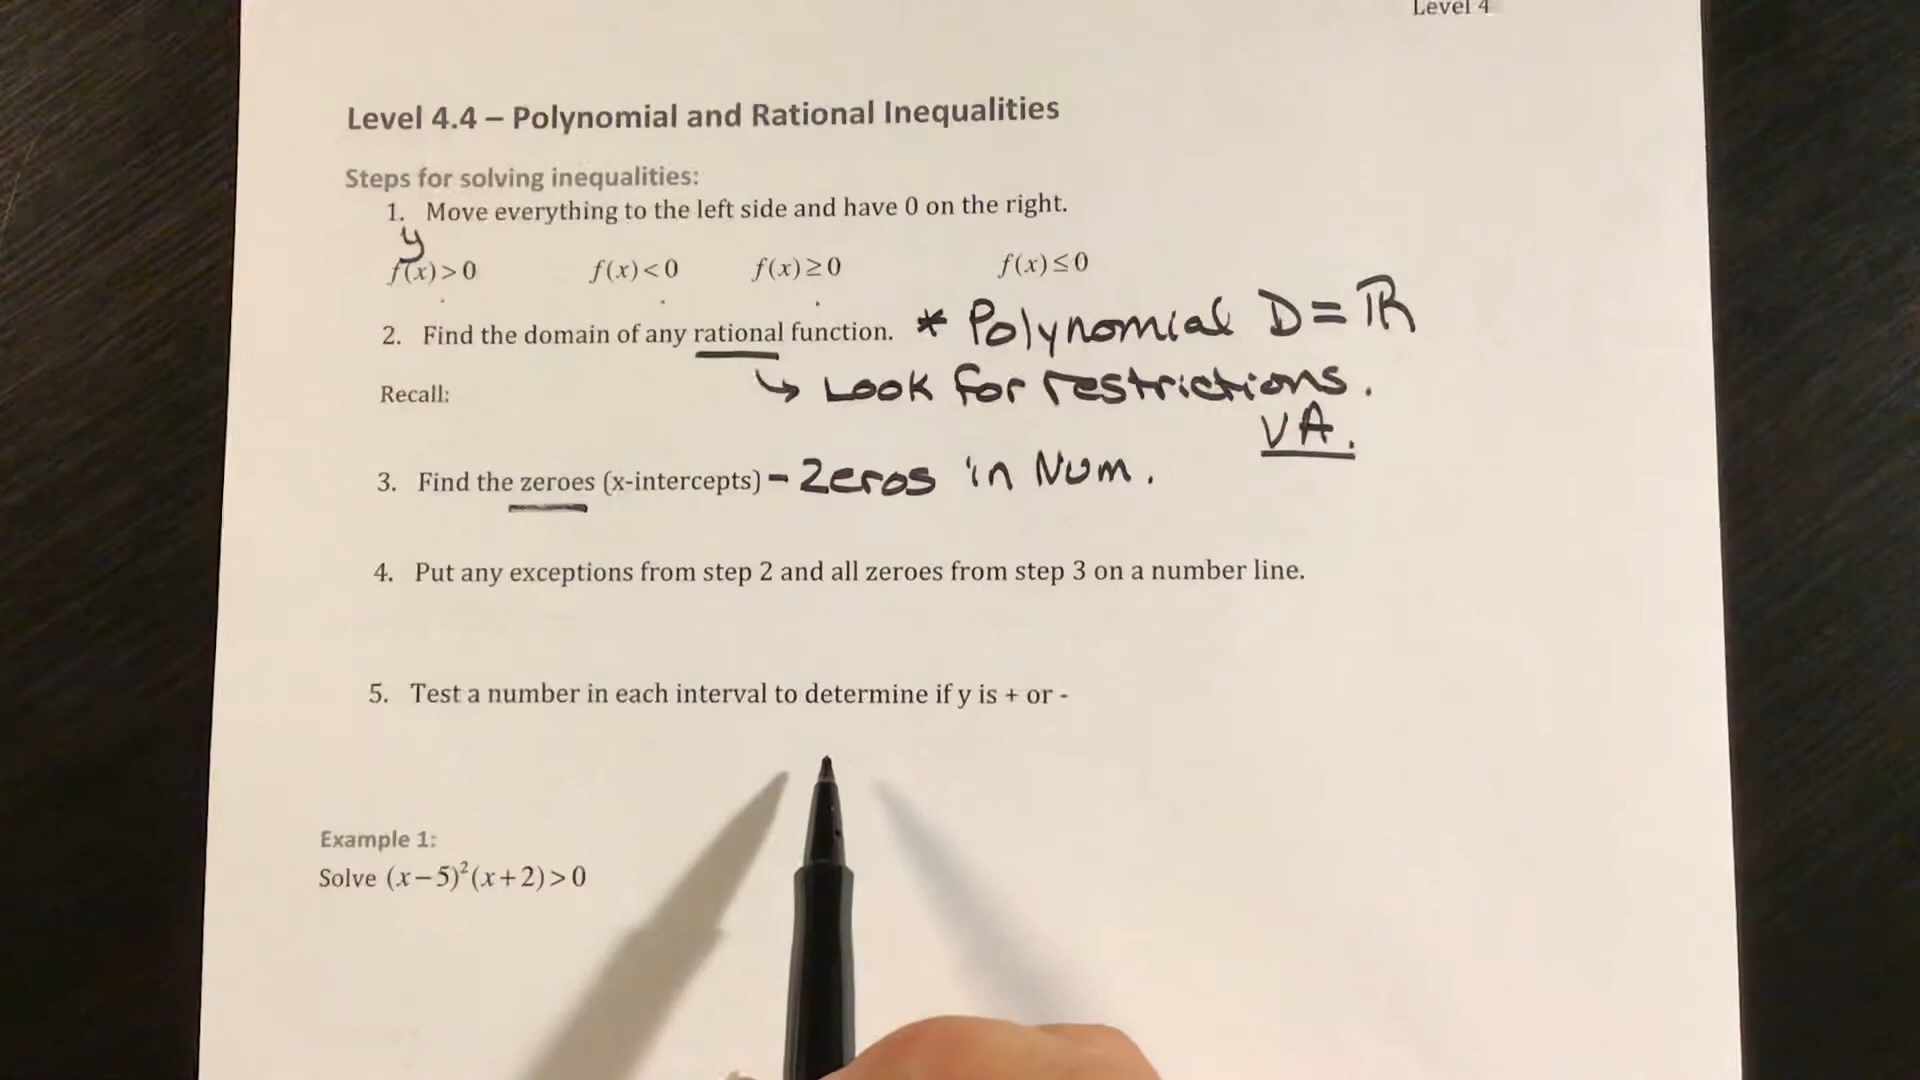 Level 4
Level 4.4 – Polynomial and Rational Inequalities
Steps for solving inequalities:
1. Move everything to the left side and have 0 on the right.
y
f(x)>0 f(x)<0 f(x)≥0 f(x)≤0
2. Find the domain of any rational function. * Polynomial D=ℝ
Recall: ↳ Look for restrictions.
VA.
3. Find the zeroes (x-intercepts) - Zeros in Num.
4. Put any exceptions from step 2 and all zeroes from step 3 on a number line.
5. Test a number in each interval to determine if y is + or -
Example 1:
Solve (x−5)²(x+2)>0